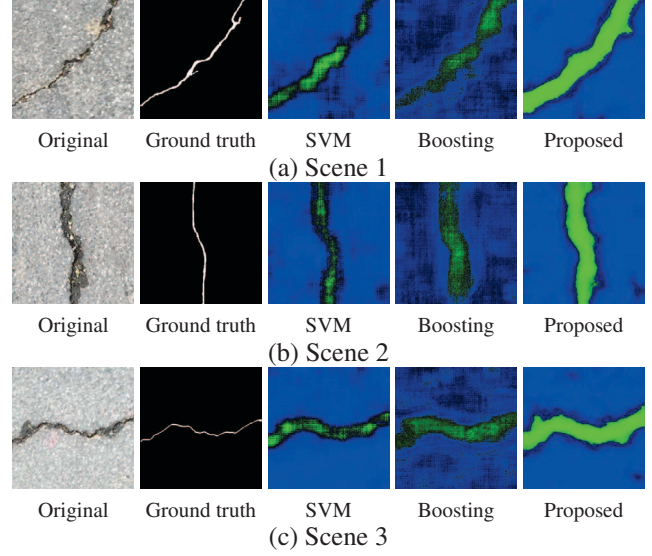 Original Ground truth SVM Boosting Proposed
(a) Scene 1
Original Ground truth SVM Boosting Proposed
(b) Scene 2
Original Ground truth SVM Boosting Proposed
(c) Scene 3